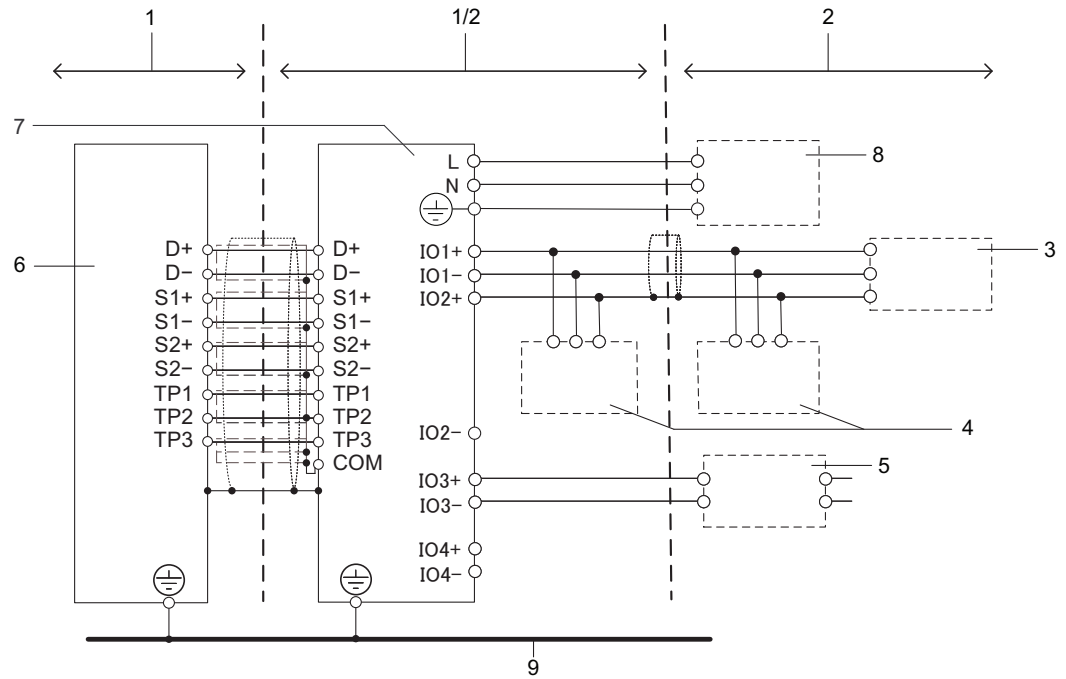 1
1/2
2
7
L
N
8
6
D+
D−
S1+
S1−
S2+
S2−
TP1
TP2
TP3
D+
D−
S1+
S1−
S2+
S2−
TP1
TP2
TP3
COM
IO1+
IO1−
IO2+
3
4
IO2−
IO3+
IO3−
5
IO4+
IO4−
9